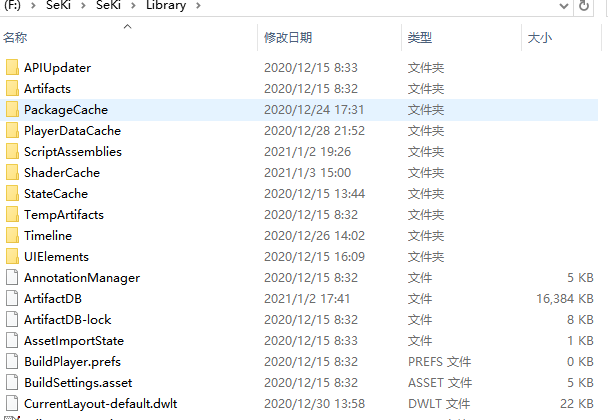 (F:) › SeKi › SeKi › Library ›
名称 修改日期 类型 大小
APIUpdater 2020/12/15 8:33 文件夹
Artifacts 2020/12/15 8:32 文件夹
PackageCache 2020/12/24 17:31 文件夹
PlayerDataCache 2020/12/28 21:52 文件夹
ScriptAssemblies 2021/1/2 19:26 文件夹
ShaderCache 2021/1/3 15:00 文件夹
StateCache 2020/12/15 13:44 文件夹
TempArtifacts 2020/12/15 8:32 文件夹
Timeline 2020/12/26 14:02 文件夹
UIElements 2020/12/15 16:09 文件夹
AnnotationManager 2020/12/15 8:32 文件 5 KB
ArtifactDB 2021/1/2 17:41 文件 16,384 KB
ArtifactDB-lock 2020/12/15 8:32 文件 8 KB
AssetImportState 2020/12/15 8:33 文件 1 KB
BuildPlayer.prefs 2020/12/15 8:32 PREFS 文件 0 KB
BuildSettings.asset 2020/12/15 8:32 ASSET 文件 5 KB
CurrentLayout-default.dwlt 2020/12/30 13:58 DWLT 文件 22 KB